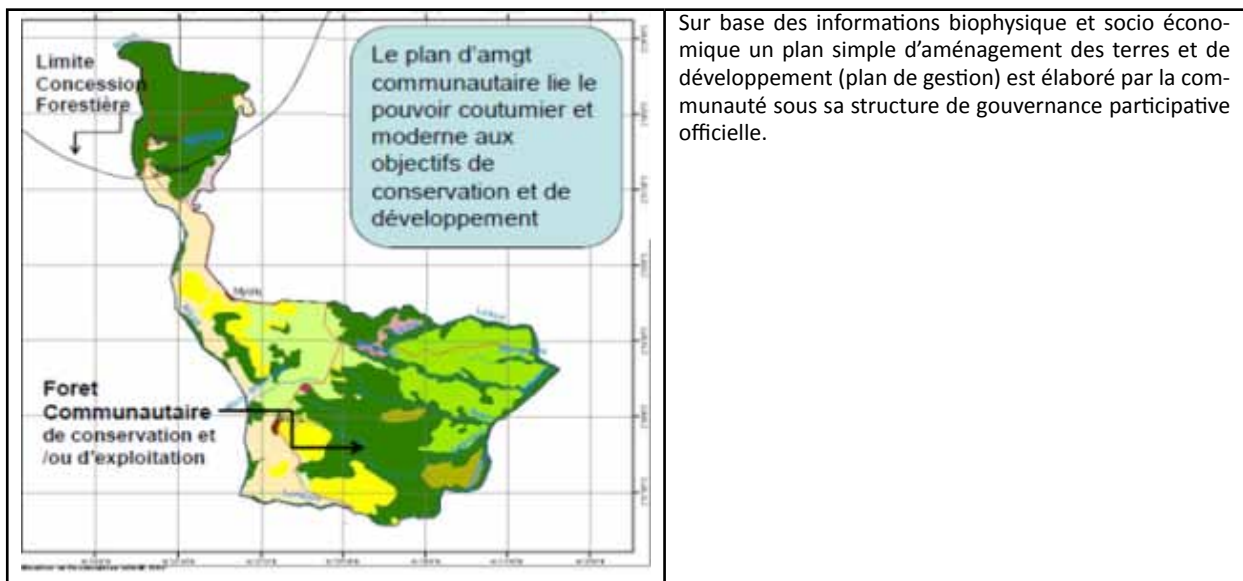 Limite
Concession
Forestière
Le plan d'amgt
communautaire lie le
pouvoir coutumier et
moderne aux
objectifs de
conservation et de
développement
Foret
Communautaire
de conservation et
/ou d'exploitation
Sur base des informations biophysique et socio écono-
mique un plan simple d'aménagement des terres et de
développement (plan de gestion) est élaboré par la com-
munauté sous sa structure de gouvernance participative
officielle.